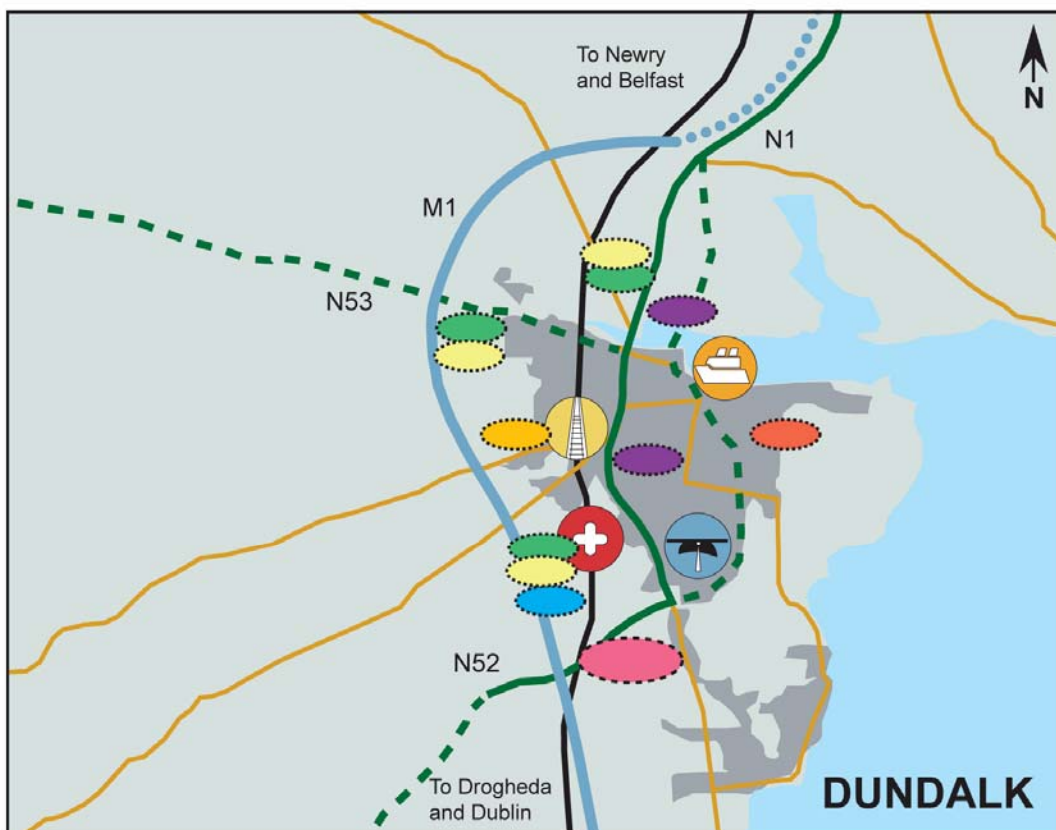 To Newry
and Belfast
N
N1
M1
N53
N52
To Drogheda
and Dublin
DUNDALK